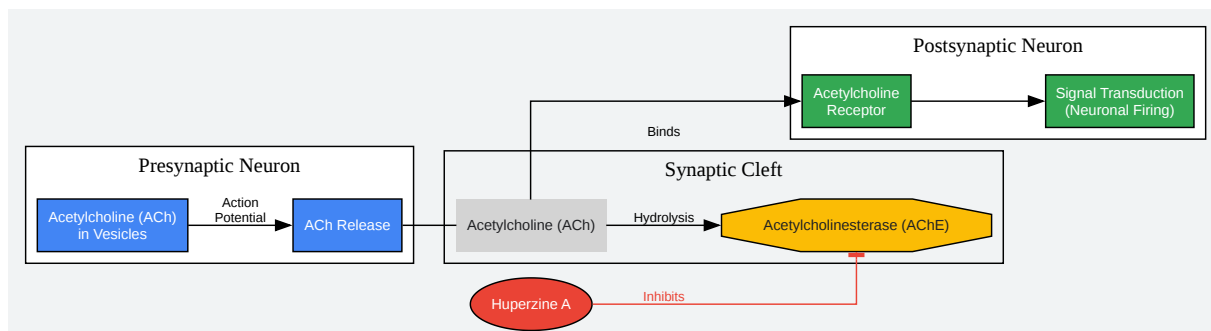 Postsynaptic Neuron
Acetylcholine
Receptor
Signal Transduction
(Neuronal Firing)
Binds
Presynaptic Neuron
Acetylcholine (ACh)
in Vesicles
Action
Potential
ACh Release
Synaptic Cleft
Acetylcholine (ACh)
Hydrolysis
Acetylcholinesterase (AChE)
Huperzine A
Inhibits